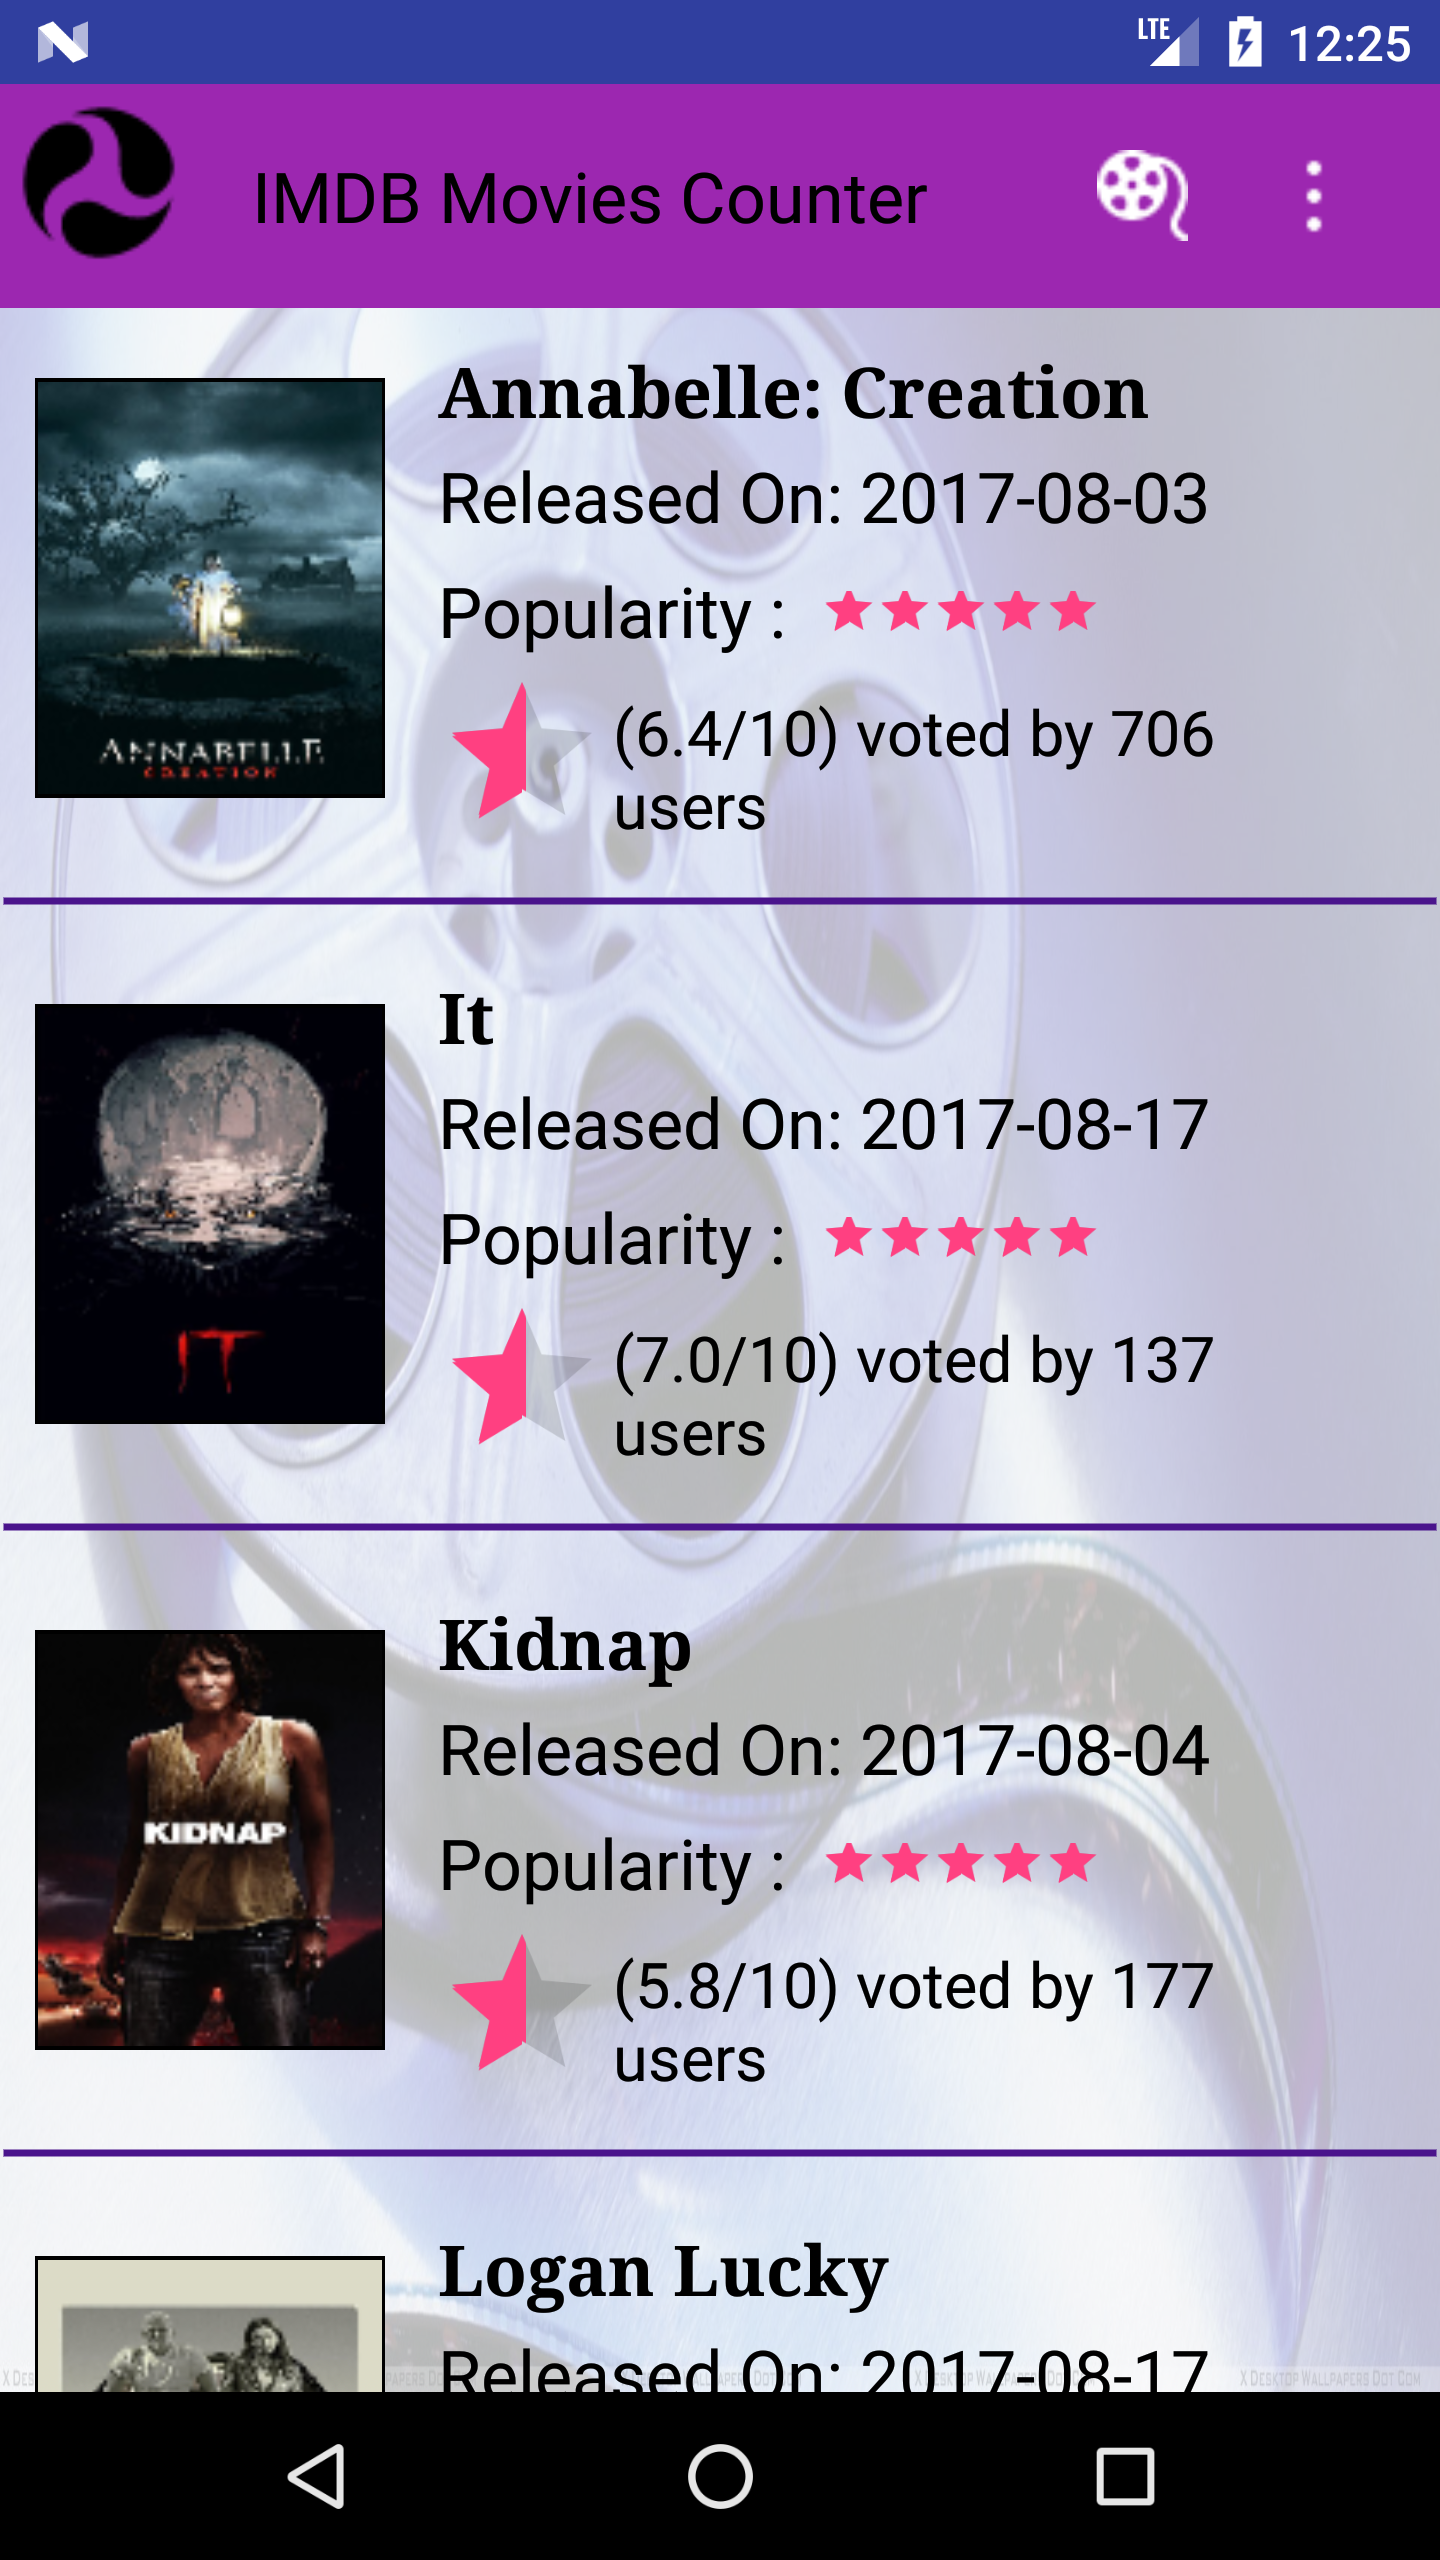 LTE 12:25
IMDB Movies Counter
Annabelle: Creation
Released On: 2017-08-03
Popularity :
(6.4/10) voted by 706
users
ANNABELLE
CREATION
It
Released On: 2017-08-17
Popularity :
(7.0/10) voted by 137
users
IT
Kidnap
Released On: 2017-08-04
Popularity :
(5.8/10) voted by 177
users
KIDNAP
Logan Lucky
Released On: 2017-08-17
X Desktop Wallpapers Dot Com